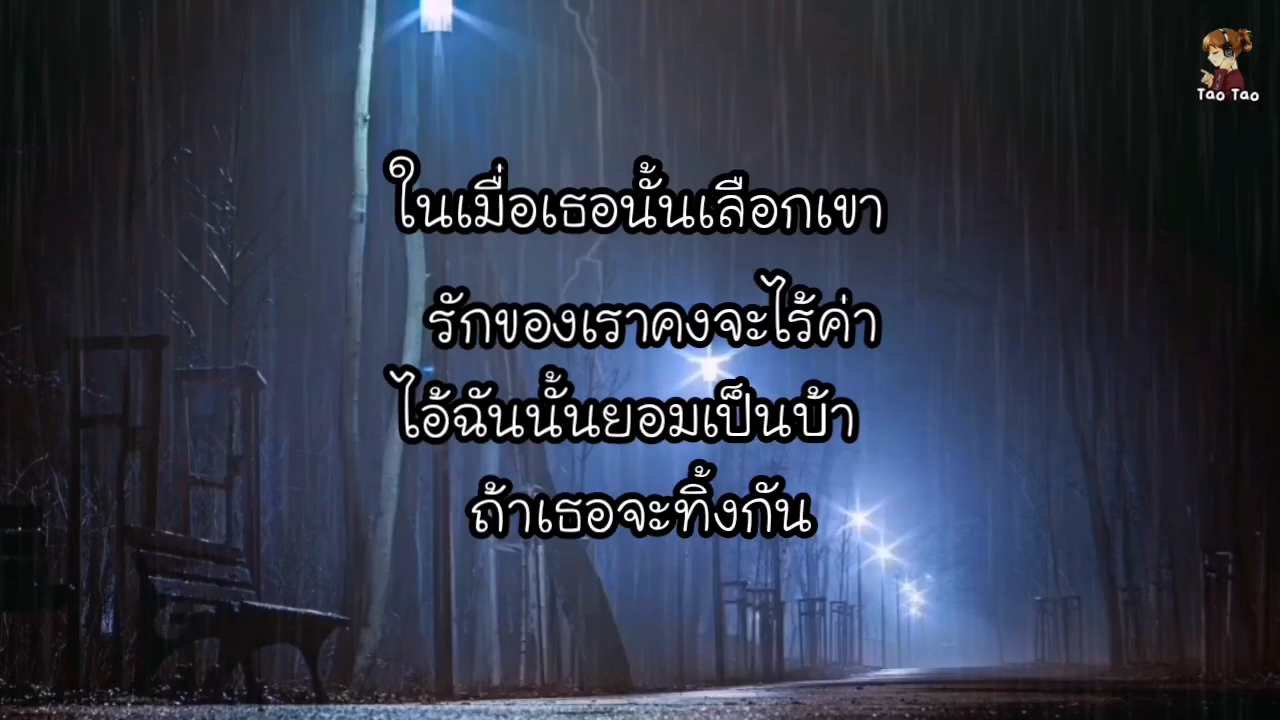 Tao Tao
ในเมื่อเธอนั้นเลือกเขา
รักของเราคงจะไร้ค่า
ไอ้ฉันนั้นยอมเป็นบ้า
ถ้าเธอจะทิ้งกัน